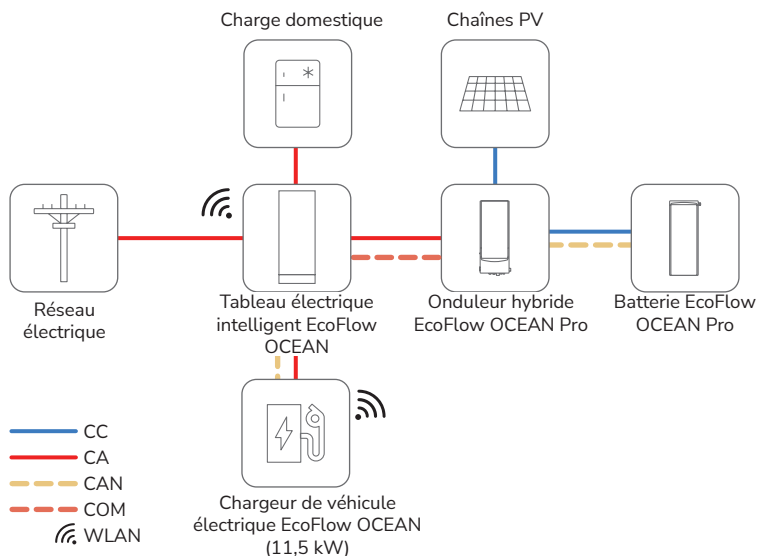 Charge domestique
Chaînes PV
Réseau
électrique
Tableau électrique
intelligent EcoFlow
OCEAN
Onduleur hybride
EcoFlow OCEAN Pro
Batterie EcoFlow
OCEAN Pro
CC
CA
CAN
COM
WLAN
Chargeur de véhicule
électrique EcoFlow OCEAN
(11,5 kW)